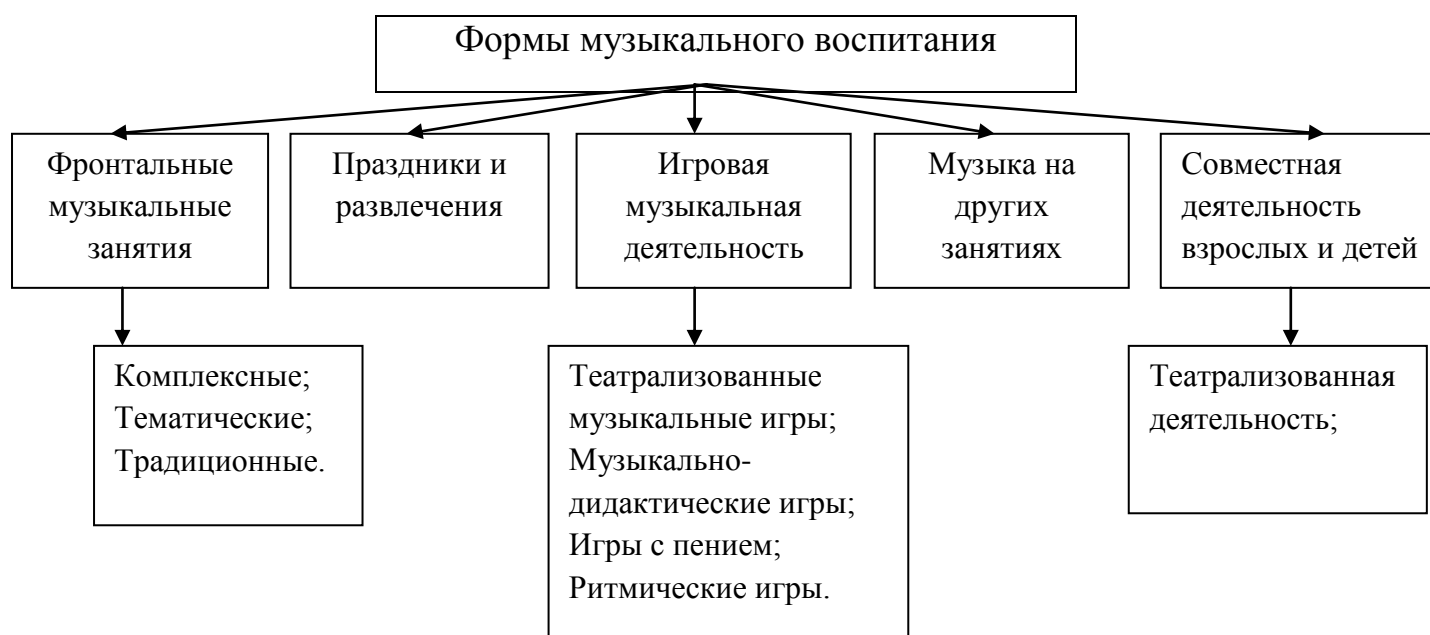 Формы музыкального воспитания
Фронтальные
музыкальные
занятия
Праздники и
развлечения
Игровая
музыкальная
деятельность
Музыка на
других
занятиях
Совместная
деятельность
взрослых и детей
Комплексные;
Тематические;
Традиционные.
Театрализованные
музыкальные игры;
Музыкально-
дидактические игры;
Игры с пением;
Ритмические игры.
Театрализованная
деятельность;